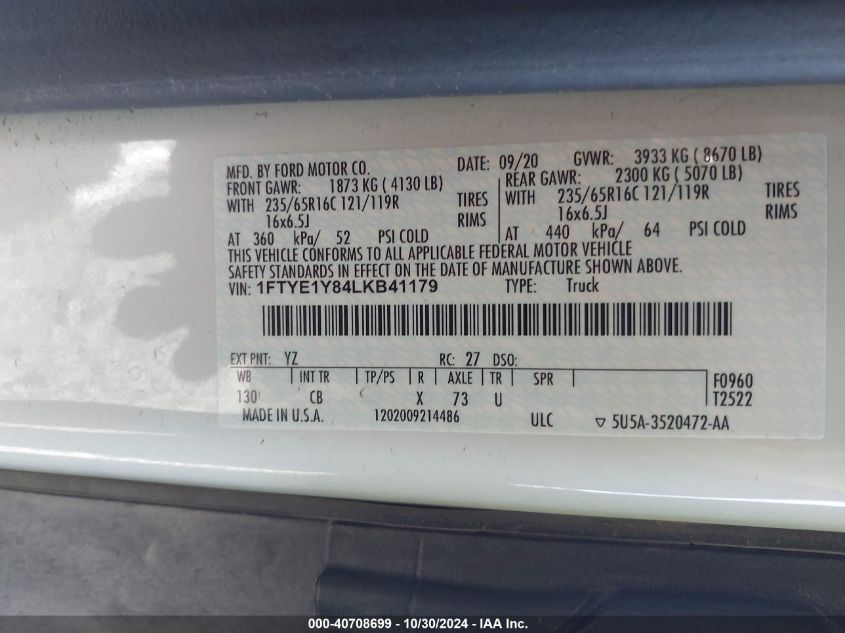 MFD. BY FORD MOTOR CO. DATE: 09/20 GVWR: 3933 KG ( 8670 LB)
FRONT GAWR: 1873 KG ( 4130 LB) REAR GAWR: 2300 KG ( 5070 LB)
WITH 235/65R16C 121/119R TIRES WITH 235/65R16C 121/119R TIRES
16x6.5J RIMS 16x6.5J RIMS
AT 360 kPa/ 52 PSI COLD AT 440 kPa/ 64 PSI COLD
THIS VEHICLE CONFORMS TO ALL APPLICABLE FEDERAL MOTOR VEHICLE
SAFETY STANDARDS IN EFFECT ON THE DATE OF MANUFACTURE SHOWN ABOVE.
VIN: 1FTYE1Y84LKB41179 TYPE: Truck
EXT PNT: YZ RC: 27 DSO:
WB INT TR TP/PS R AXLE TR SPR F0960
130 CB X 73 U T2522
MADE IN U.S.A. 1202009214486 ULC 5U5A-3520472-AA
000-40708699 - 10/30/2024 - IAA Inc.